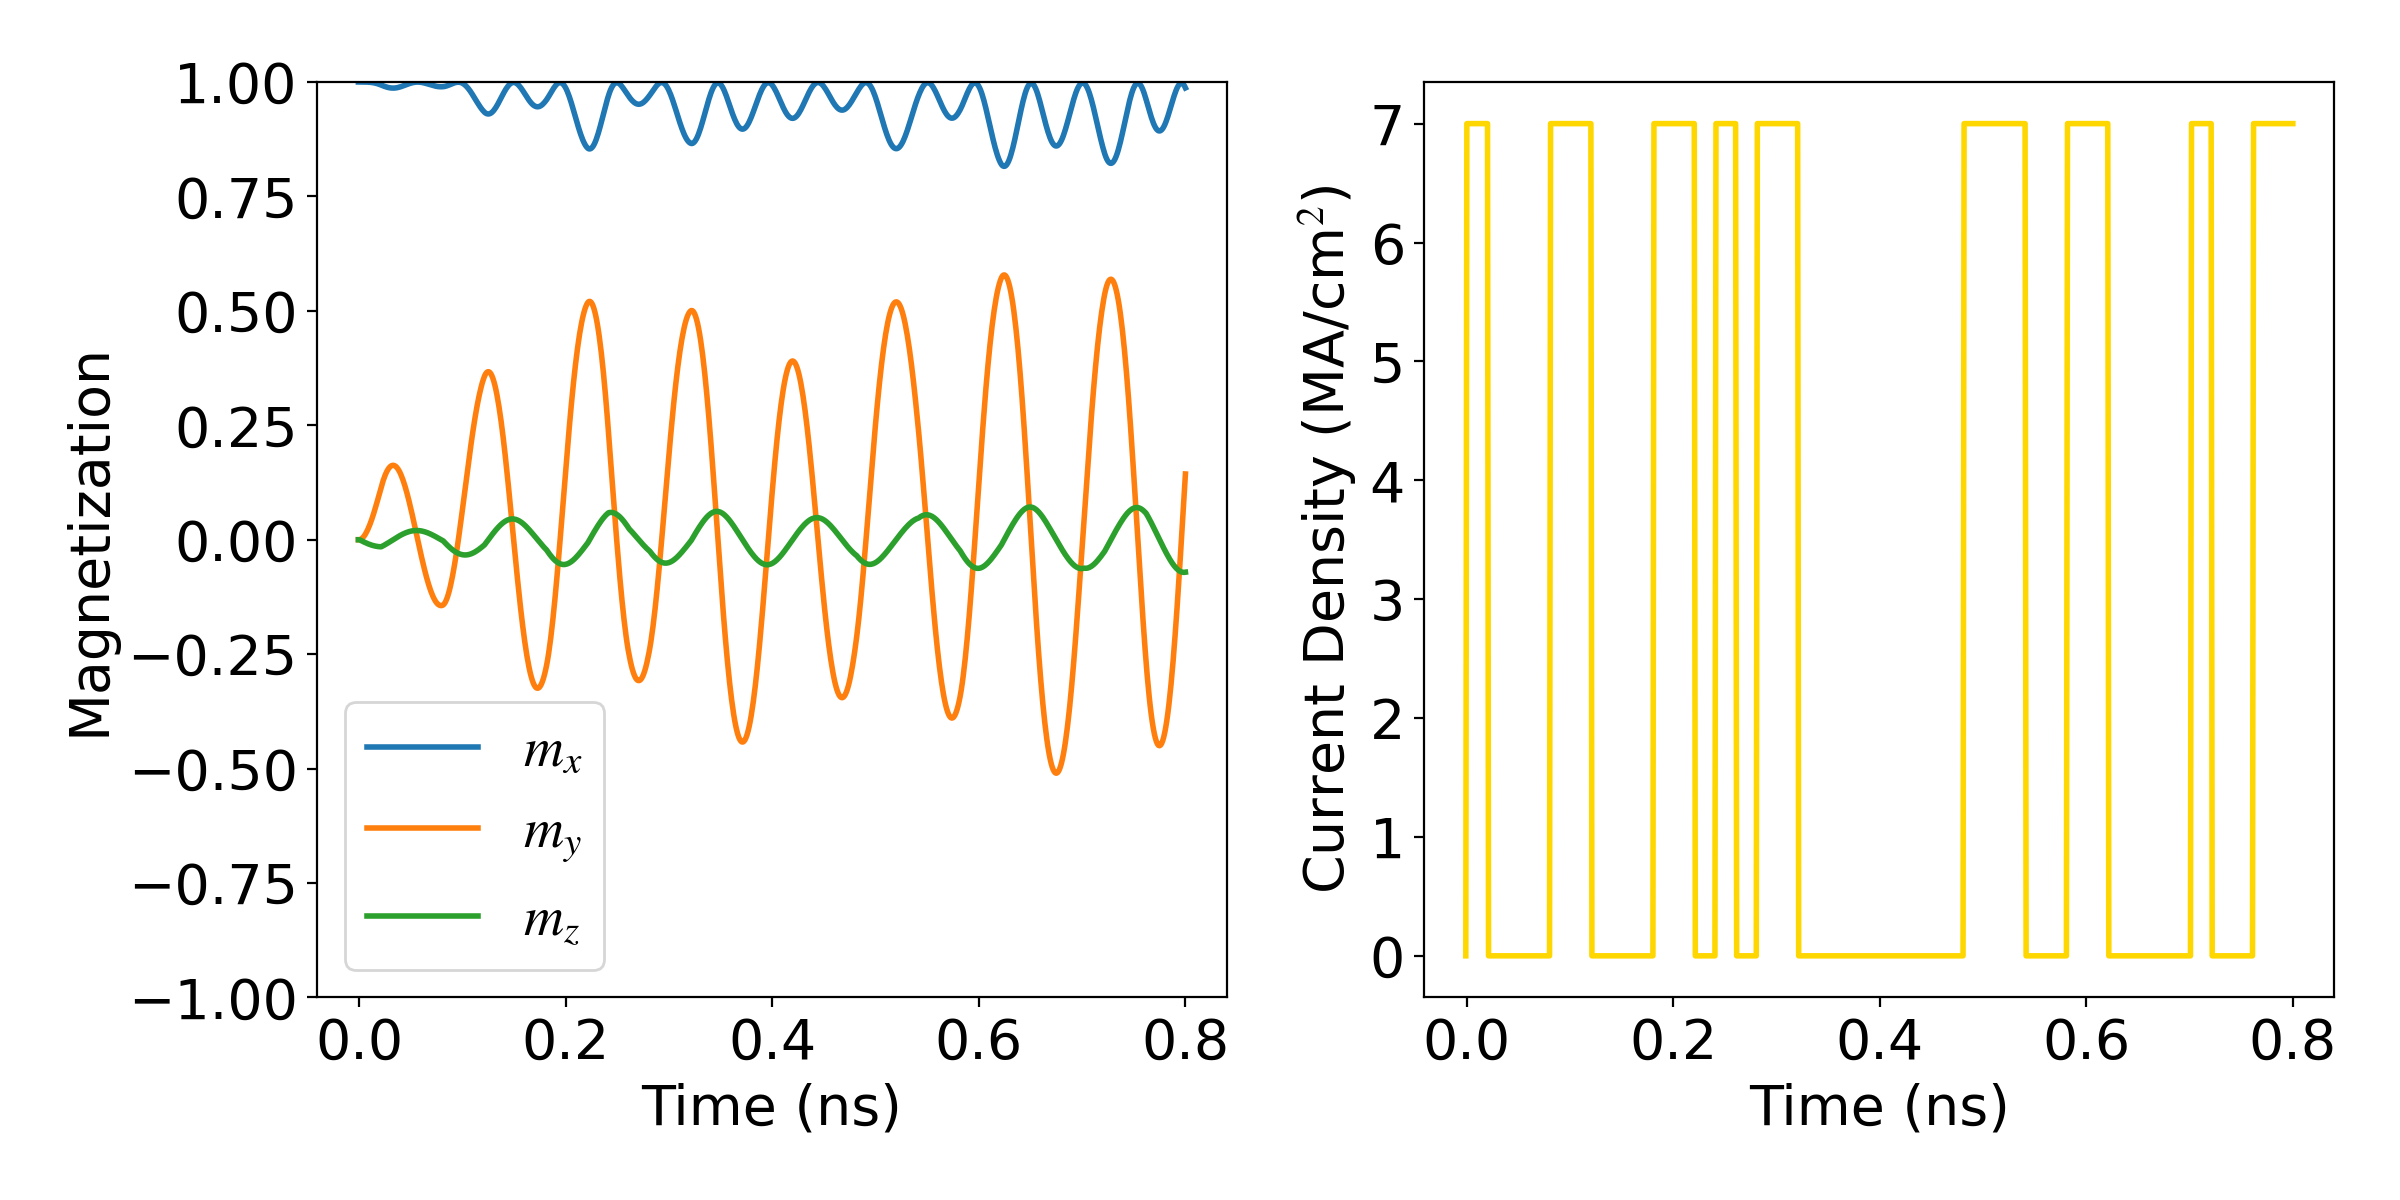 Magnetization
1.00
0.75
0.50
0.25
0.00
−0.25
−0.50
−0.75
−1.00
m_x
m_y
m_z
0.0 0.2 0.4 0.6 0.8
Time (ns)
Current Density (MA/cm²)
7
6
5
4
3
2
1
0
0.0 0.2 0.4 0.6 0.8
Time (ns)